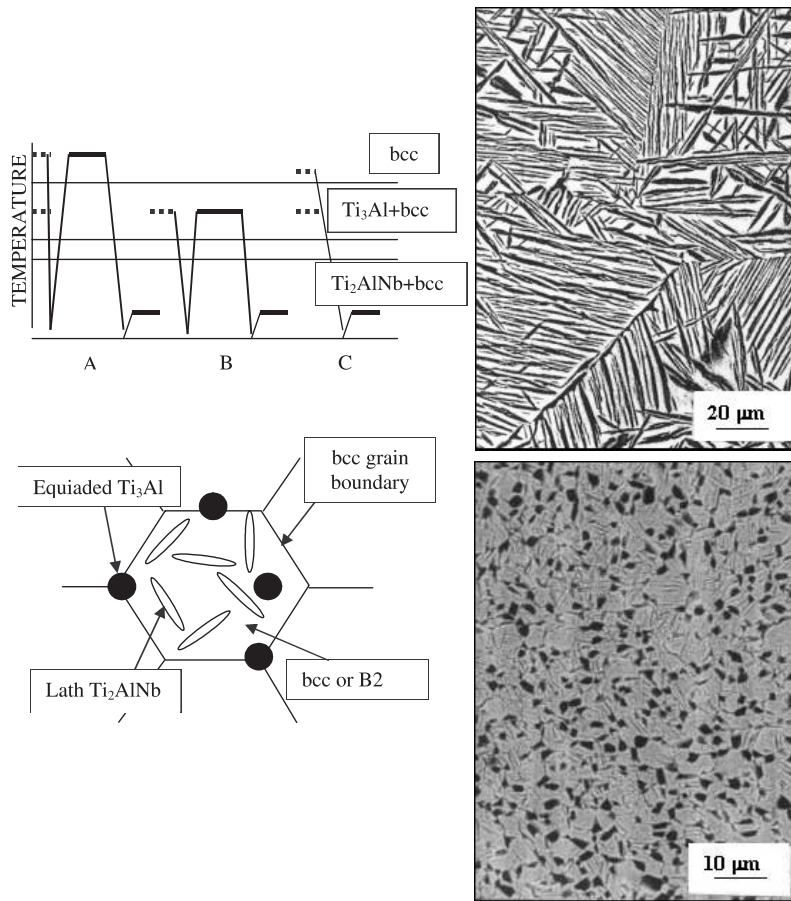 TEMPERATURE
bcc
Ti₃Al+bcc
Ti₂AlNb+bcc
A
B
C
20 µm
Equiaded Ti₃Al
bcc grain
boundary
Lath Ti₂AlNb
bcc or B2
10 µm